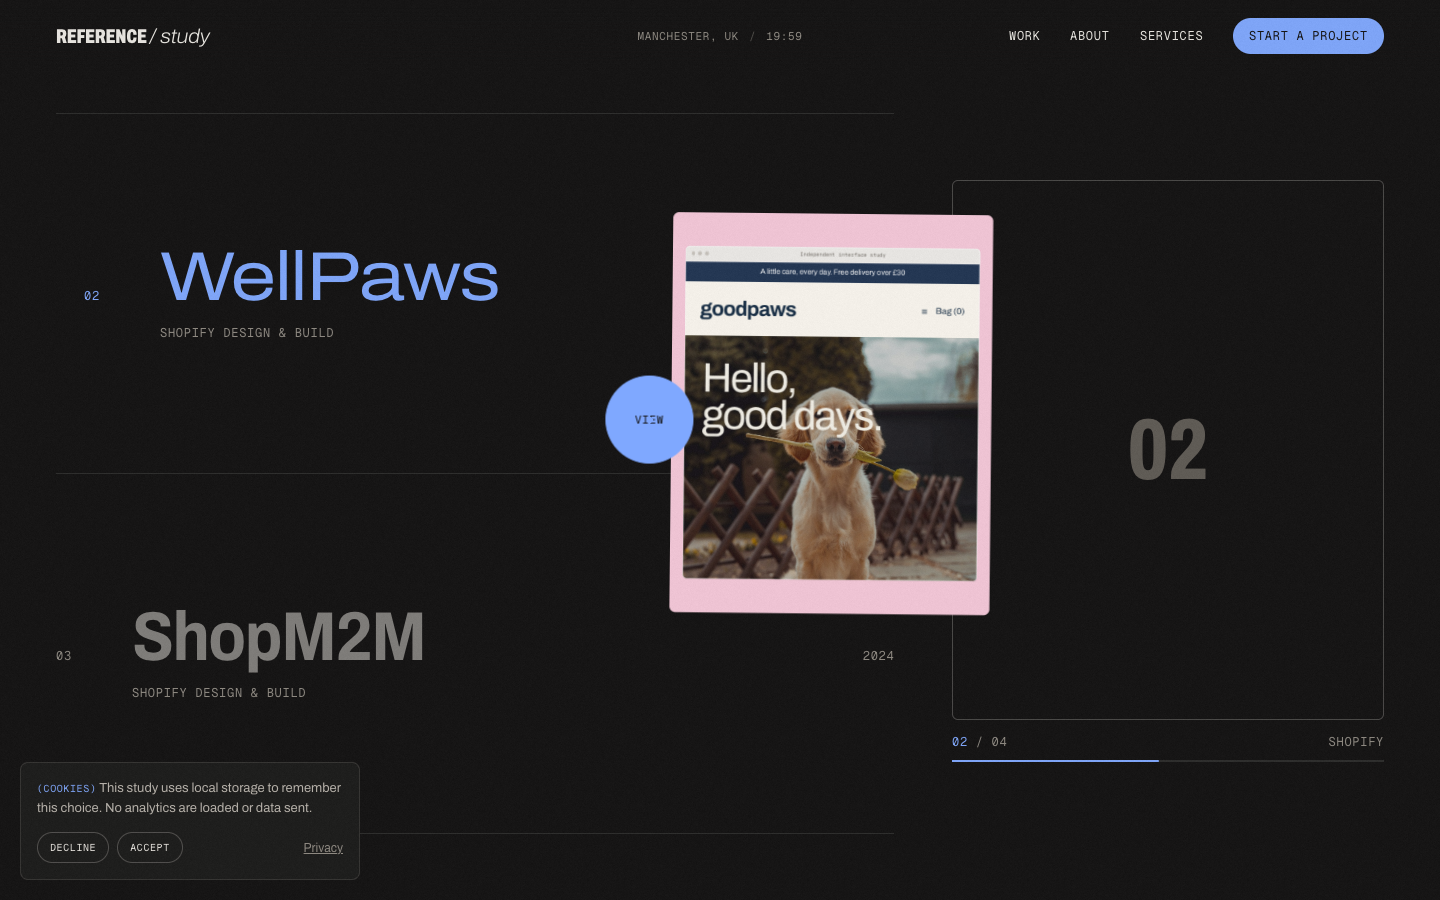 REFERENCE / study
MANCHESTER, UK / 19:59
WORK
ABOUT
SERVICES
START A PROJECT
02
WellPaws
SHOPIFY DESIGN & BUILD
VIEW
Independent interface study
A little care, every day. Free delivery over £30
goodpaws
Bag (0)
Hello,
good days.
02
03
ShopM2M
2024
SHOPIFY DESIGN & BUILD
02 / 04
SHOPIFY
(COOKIES) This study uses local storage to remember
this choice. No analytics are loaded or data sent.
DECLINE
ACCEPT
Privacy